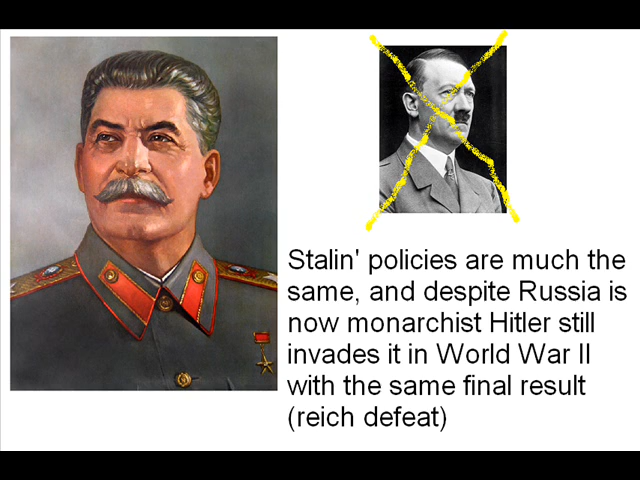 Stalin' policies are much the
same, and despite Russia is
now monarchist Hitler still
invades it in World War II
with the same final result
(reich defeat)